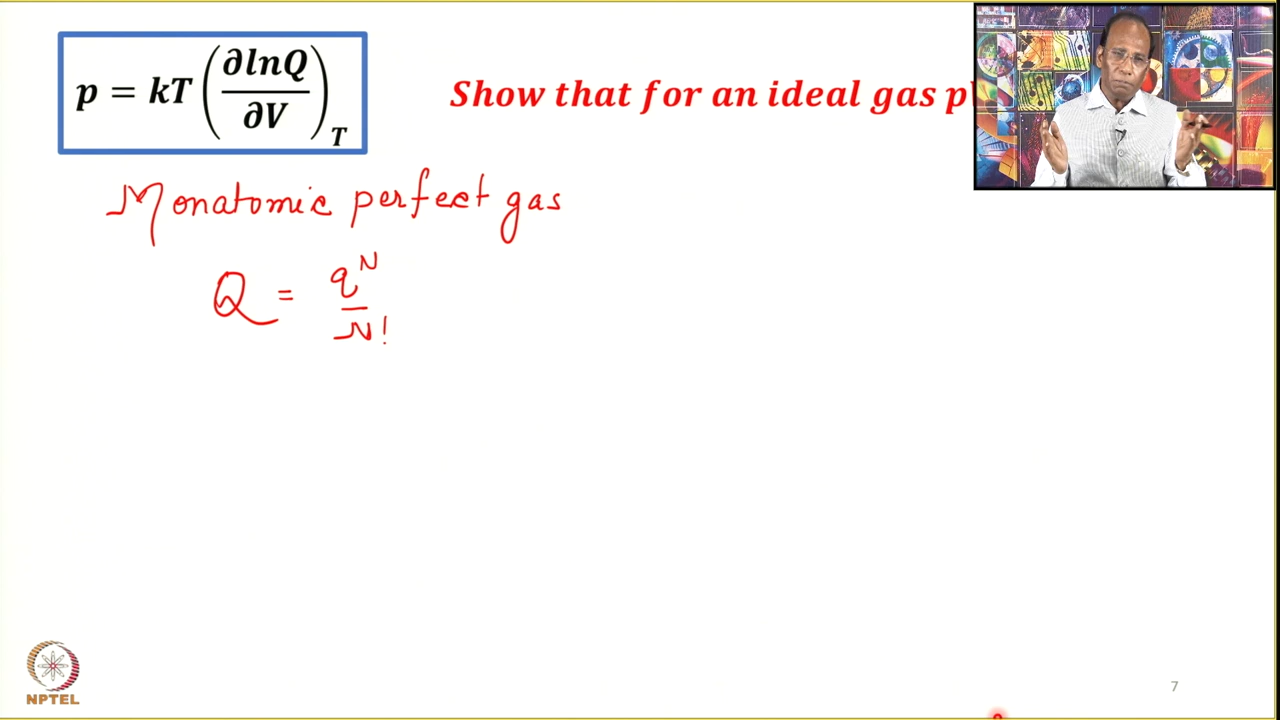 p = kT (∂lnQ/∂V)_T
Show that for an ideal gas p
Monatomic perfect gas
Q = q^N/N!
NPTEL
7